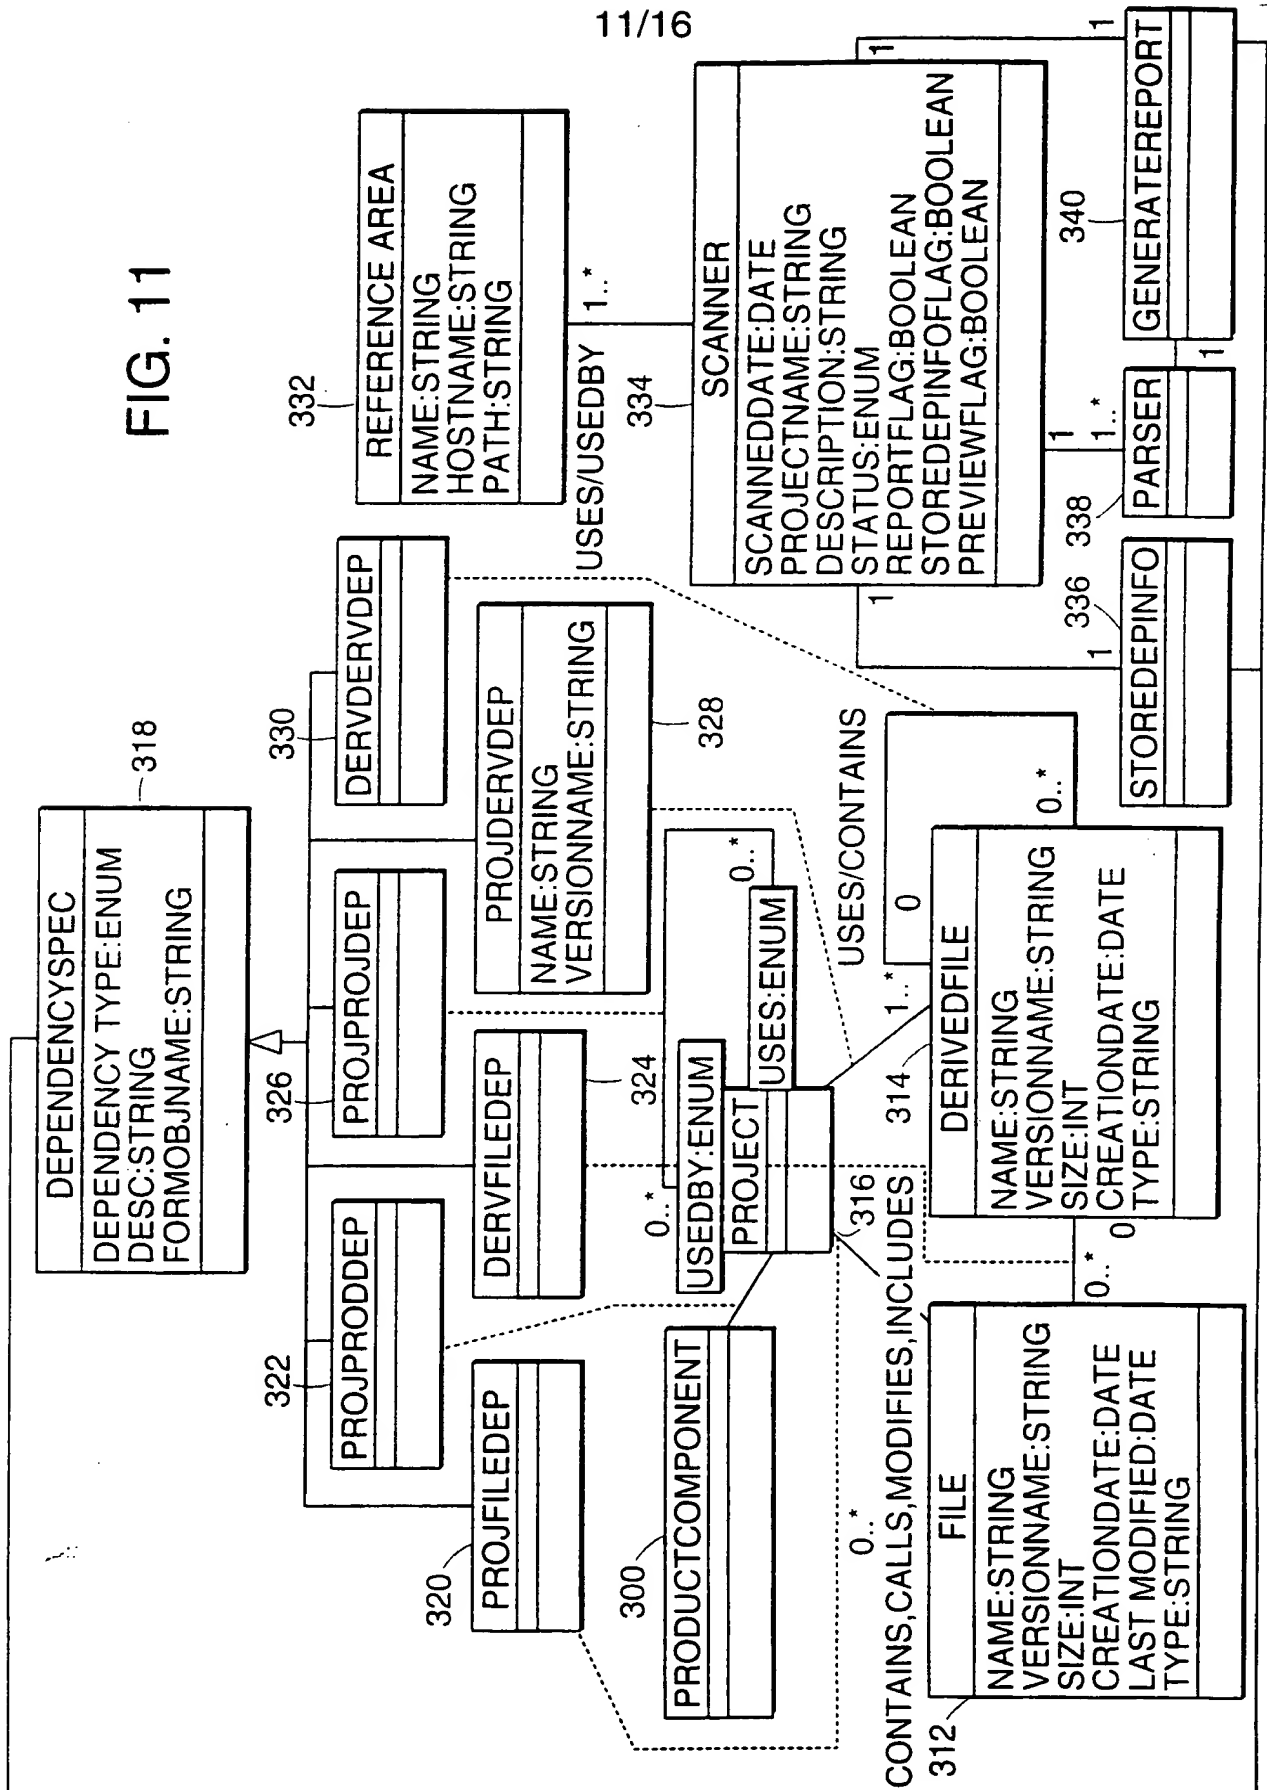 11/16
FIG. 11
DEPENDENCYSPEC
DEPENDENCY TYPE:ENUM
DESC:STRING
FORMOBJNAME:STRING
318
322
PROJPRODDEP
326
PROJPROJDEP
330
DERVDERVDEP
332
REFERENCE AREA
NAME:STRING
HOSTNAME:STRING
PATH:STRING
320
PROJFILEDEP
DERVFILEDEP
324
PROJDERVDEP
NAME:STRING
VERSIONNAME:STRING
328
USES/USEDBY
1..*
300
PRODUCTCOMPONENT
0..*
USEDBY:ENUM
PROJECT
316
USES:ENUM
0..*
334
SCANNER
SCANNEDDATE:DATE
PROJECTNAME:STRING
DESCRIPTION:STRING
STATUS:ENUM
REPORTFLAG:BOOLEAN
STOREDEPINFOFLAG:BOOLEAN
PREVIEWFLAG:BOOLEAN
1
1
1
0..*
CONTAINS,CALLS,MODIFIES,INCLUDES
USES/CONTAINS
0
1..*
0..*
312
FILE
NAME:STRING
VERSIONNAME:STRING
SIZE:INT
CREATIONDATE:DATE
LAST MODIFIED:DATE
TYPE:STRING
0..*
0
314
DERIVEDFILE
NAME:STRING
VERSIONNAME:STRING
SIZE:INT
CREATIONDATE:DATE
TYPE:STRING
336
1
STOREDEPINFO
338
1..*
PARSER
1
340
1
GENERATEREPORT